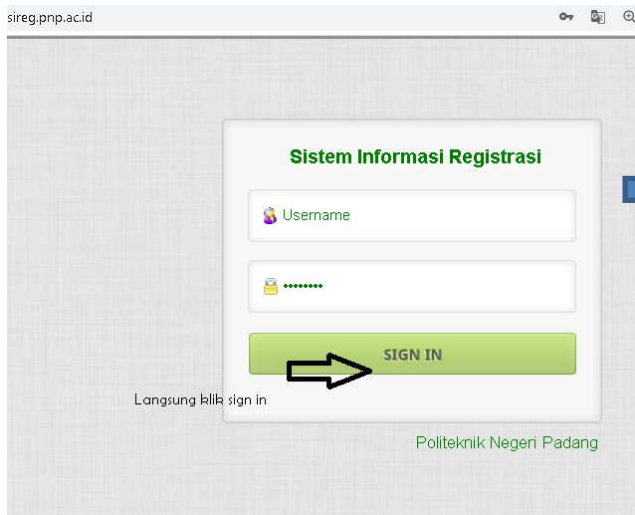 sireg.pnp.ac.id
Sistem Informasi Registrasi
Username
••••••••
SIGN IN
Langsung klik sign in
Politeknik Negeri Padang